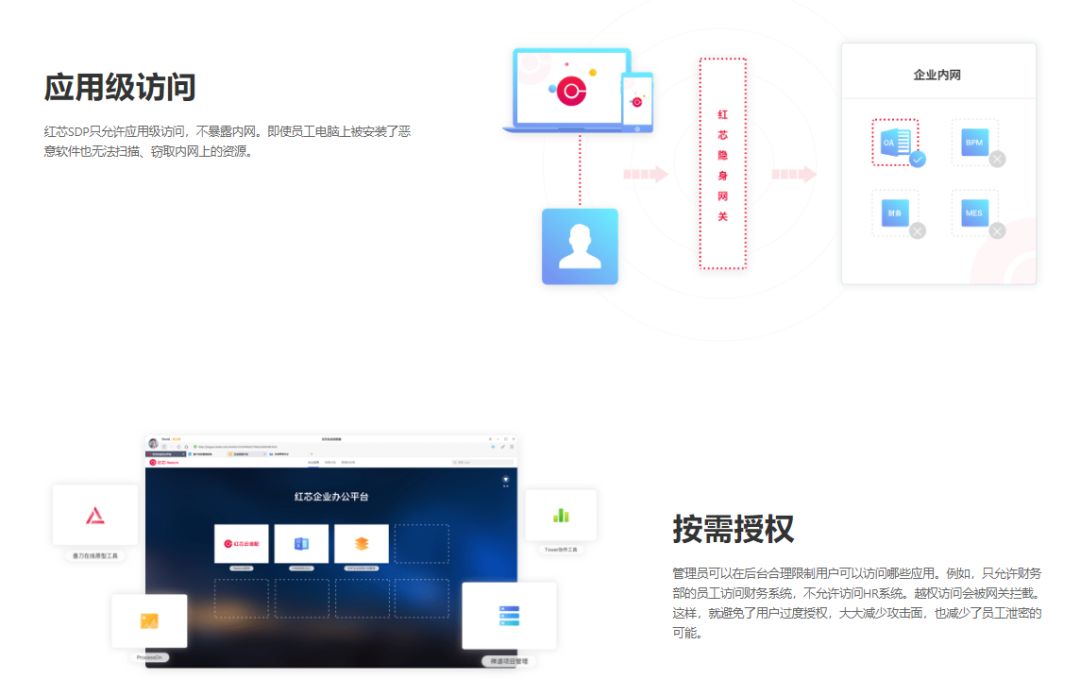 应用级访问
红芯SDP只允许应用级访问，不暴露内网。即使员工电脑上被安装了恶
意软件也无法扫描、窃取内网上的资源。
红芯隐身网关
企业内网
OA
BPM
财务
MES
红芯企业办公平台
红芯云适配
墨刀在线原型工具
Tower协作工具
ProcessOn
禅道项目管理
按需授权
管理员可以在后台合理限制用户可以访问哪些应用。例如，只允许财务
部的员工访问财务系统，不允许访问HR系统。越权访问会被网关拦截。
这样，就避免了用户过度授权，大大减少攻击面，也减少了员工泄密的
可能。